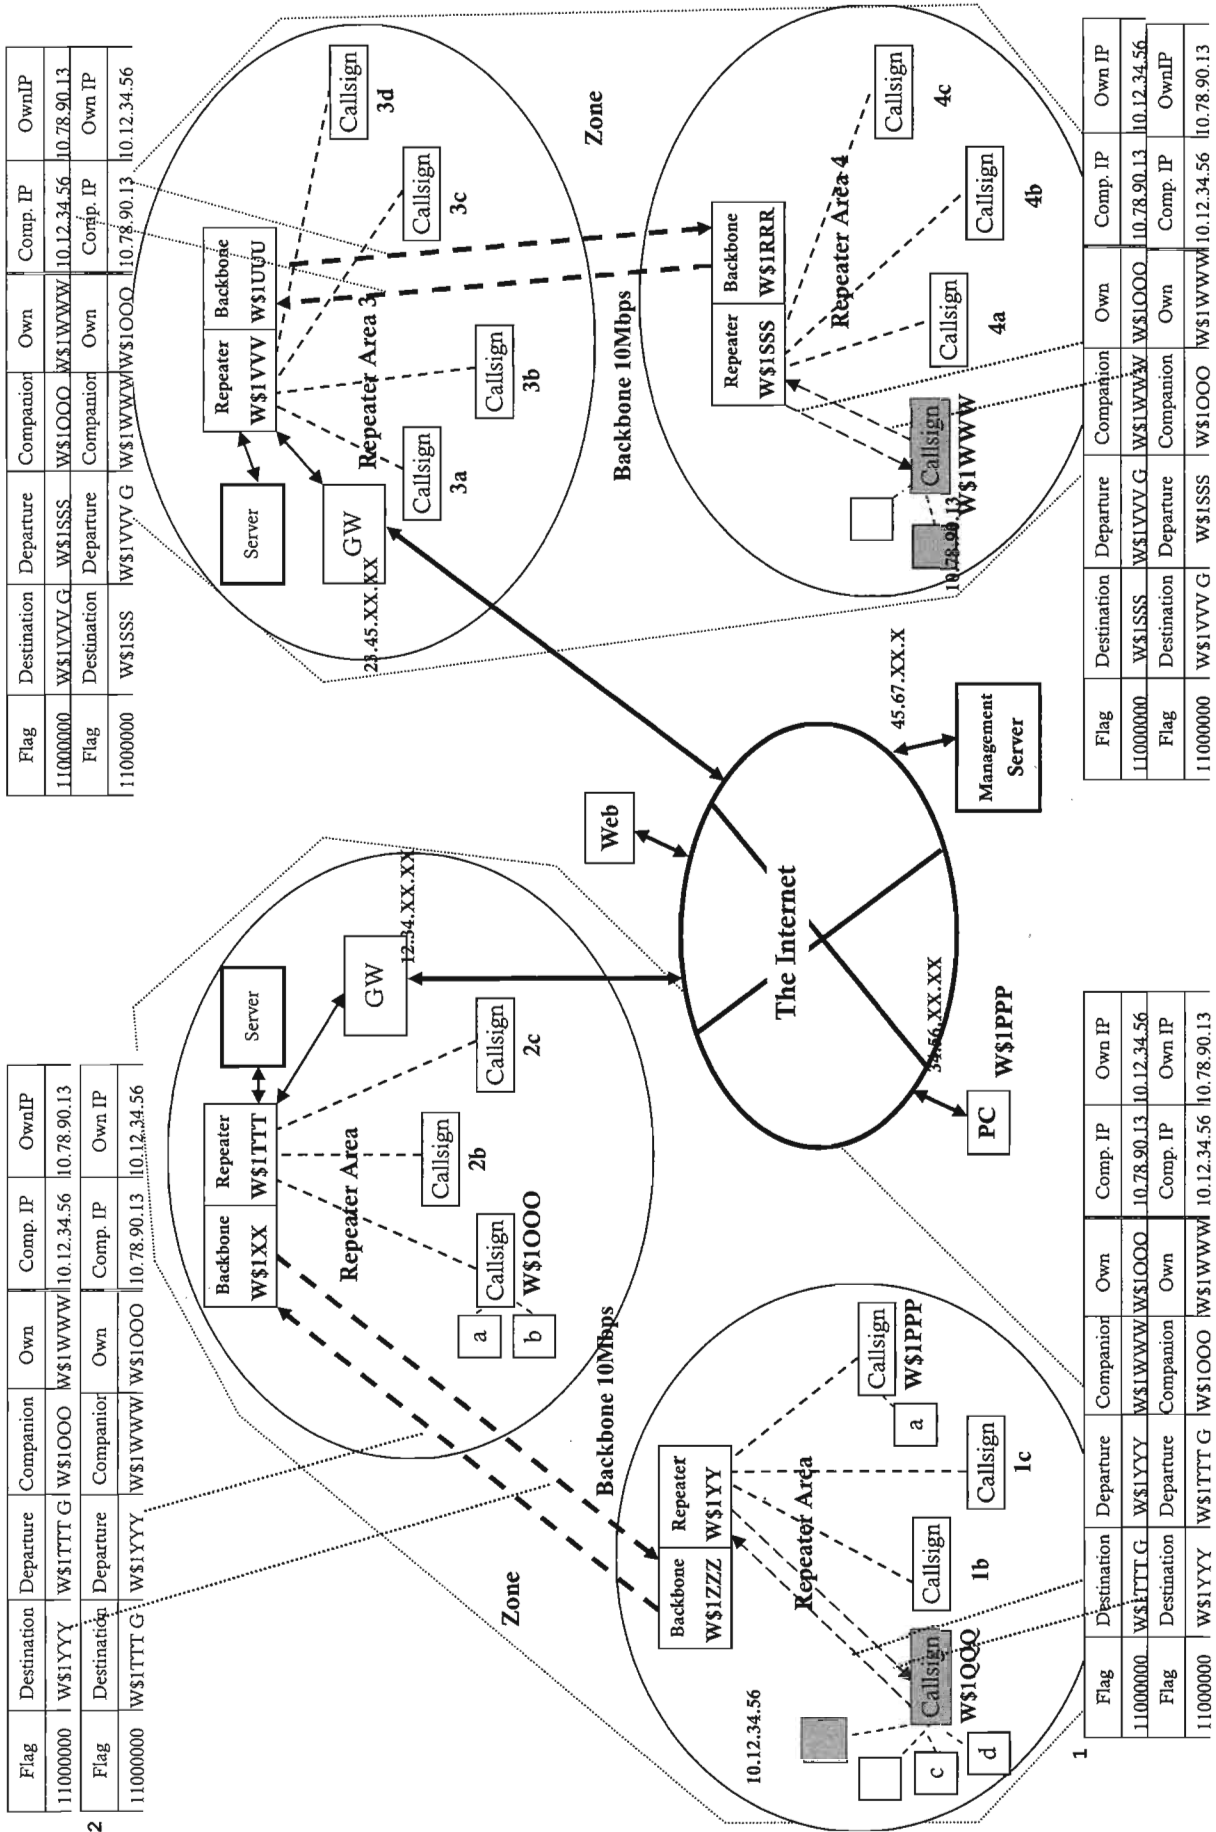 2
Flag Destination Departure Companion Own Comp. IP OwnIP
11000000 W$1YYY W$1TTT G W$1OOO W$1WWW 10.12.34.56 10.78.90.13
Flag Destination Departure Companion Own Comp. IP Own IP
11000000 W$1TTT G W$1YYY W$1WWW W$1OOO 10.78.90.13 10.12.34.56
Flag Destination Departure Companion Own Comp. IP OwnIP
11000000 W$1VVV G W$1SSS W$1OOO W$1WWW 10.12.34.56 10.78.90.13
Flag Destination Departure Companion Own Comp. IP Own IP
11000000 W$1SSS W$1VVV G W$1WWW W$1OOO 10.78.90.13 10.12.34.56
Backbone Repeater
W$1XX W$1TTT
Server
GW
12.34.XX.XX
Repeater Area
Callsign
2b
Callsign
2c
Callsign
W$1OOO
a
b
Server
GW
23.45.XX.XX
Repeater Backbone
W$1VVV W$1UUU
Repeater Area 3
Callsign
3a
Callsign
3b
Callsign
3c
Callsign
3d
Zone
Backbone 10Mbps
Zone
Backbone 10Mbps
Web
The Internet
34.56.XX.XX
PC
W$1PPP
45.67.XX.X
Management
Server
Backbone Repeater
W$1ZZZ W$1YY
Repeater Area
10.12.34.56
Callsign
W$1QQQ
c
d
Callsign
1b
Callsign
1c
Callsign
W$1PPP
a
Repeater Backbone
W$1SSS W$1RRR
Repeater Area 4
Callsign
W$1WWW
10.78.90.13
Callsign
4a
Callsign
4b
Callsign
4c
1
Flag Destination Departure Companion Own Comp. IP Own IP
11000000 W$1TTT G W$1YYY W$1WWW W$1OOO 10.78.90.13 10.12.34.56
Flag Destination Departure Companion Own Comp. IP Own IP
11000000 W$1YYY W$1TTT G W$1OOO W$1WWW 10.12.34.56 10.78.90.13
Flag Destination Departure Companion Own Comp. IP Own IP
11000000 W$1SSS W$1VVV G W$1WWW W$1OOO 10.78.90.13 10.12.34.56
Flag Destination Departure Companion Own Comp. IP OwnIP
11000000 W$1VVV G W$1SSS W$1OOO W$1WWW 10.12.34.56 10.78.90.13